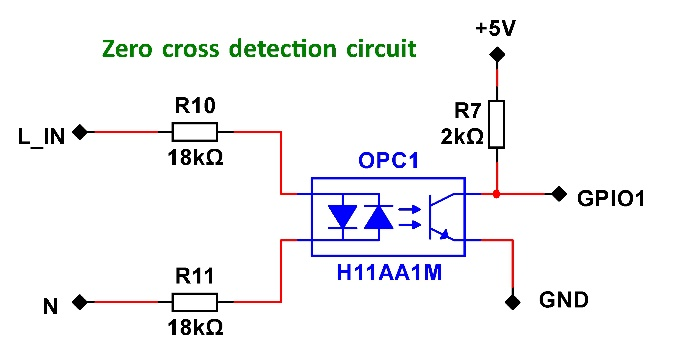 +5V
Zero cross detection circuit
R10
R7
L_IN
2kΩ
18kΩ
OPC1
GPIO1
R11
H11AA1M
N
GND
18kΩ